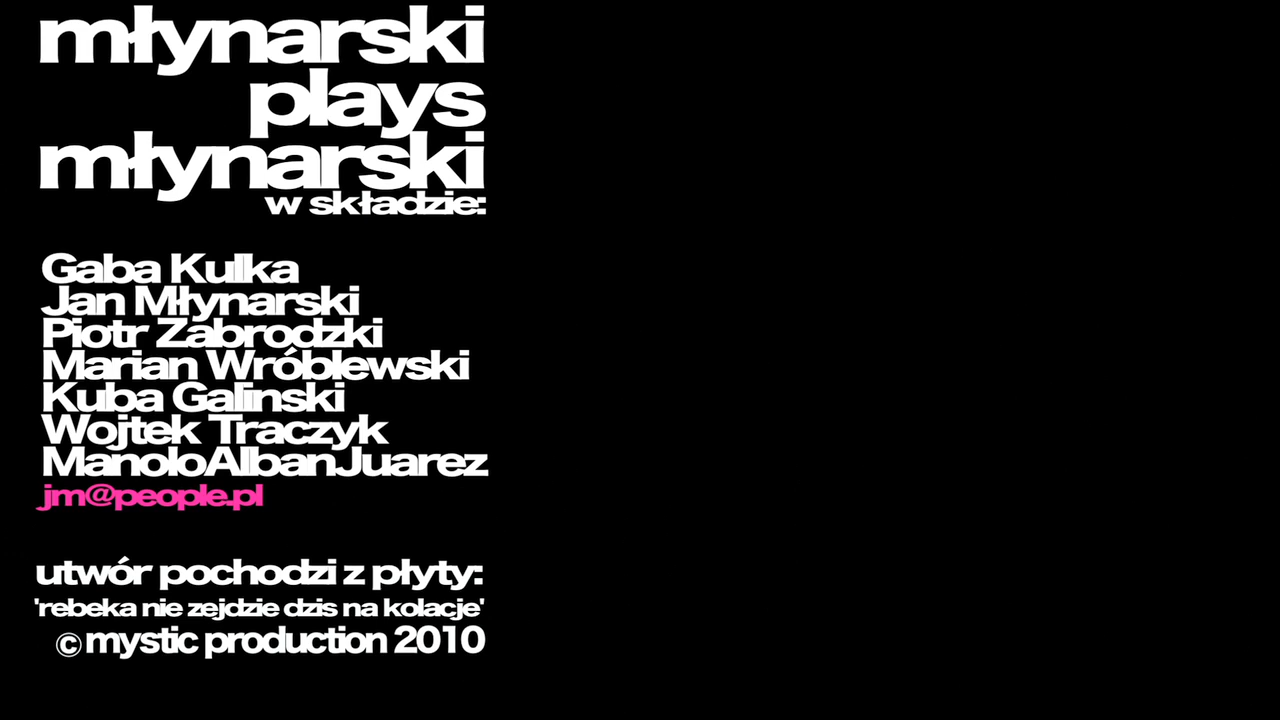 młynarski
plays
młynarski
w składzie:
Gaba Kulka
Jan Młynarski
Piotr Zabrodzki
Marian Wróblewski
Kuba Galinski
Wojtek Traczyk
ManoloAlbanJuarez
jm@people.pl
utwór pochodzi z płyty:
'rebeka nie zejdzie dzis na kolacje'
© mystic production 2010